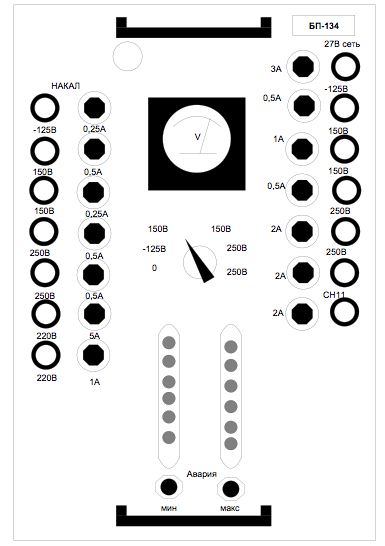 БП-134
27В сеть
3А
НАКАЛ
-125В
0,5А
-125В
0,25А
150В
1А
V
150В
0,5А
150В
0,5А
150В
0,25А
250В
150В
150В
2А
-125В
250В
250В
0,5А
250В
0
250В
2А
250В
0,5А
СН11
2А
220В
5А
220В
1А
Авария
мин
макс